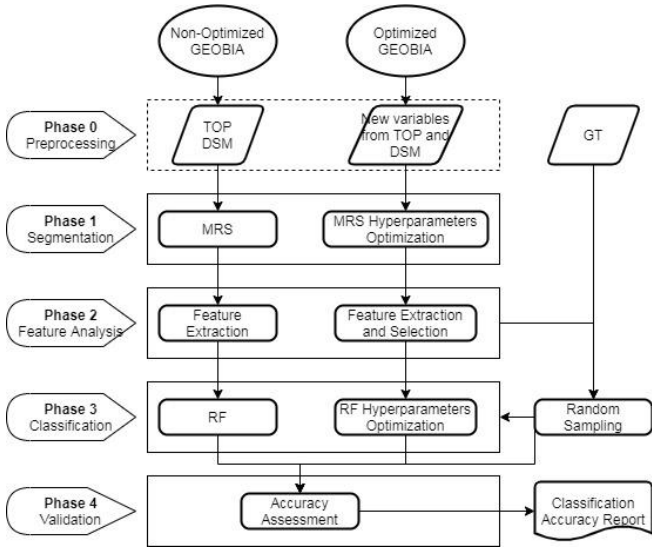 Non-Optimized
GEOBIA
Optimized
GEOBIA
Phase 0
Preprocessing
TOP
DSM
New variables
from TOP and
DSM
GT
Phase 1
Segmentation
MRS
MRS Hyperparameters
Optimization
Phase 2
Feature Analysis
Feature
Extraction
Feature Extraction
and Selection
Phase 3
Classification
RF
RF Hyperparameters
Optimization
Random
Sampling
Phase 4
Validation
Accuracy
Assessment
Classification
Accuracy Report